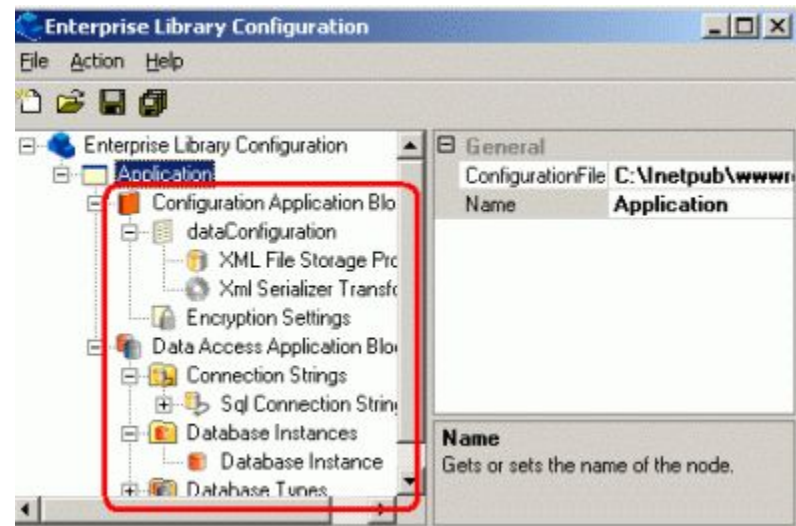 Enterprise Library Configuration
File Action Help
Enterprise Library Configuration
Application
Configuration Application Blo
dataConfiguration
XML File Storage Pro
Xml Serializer Transfo
Encryption Settings
Data Access Application Blo
Connection Strings
Sql Connection String
Database Instances
Database Instance
Database Types
General
ConfigurationFile C:\Inetpub\wwwr
Name Application
Name
Gets or sets the name of the node.